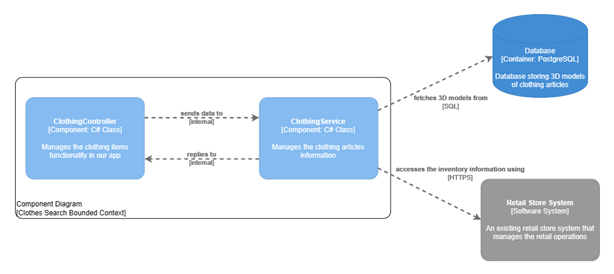 ClothingController
[Component: C# Class]
Manages the clothing items
functionality in our app
sends data to
[internal]
replies to
[internal]
ClothingService
[Component: C# Class]
Manages the clothing articles
information
fetches 3D models from
[SQL]
Database
[Container: PostgreSQL]
Database storing 3D models
of clothing articles
accesses the inventory information using
[HTTPS]
Retail Store System
[Software System]
An existing retail store system that
manages the retail operations
Component Diagram
[Clothes Search Bounded Context]